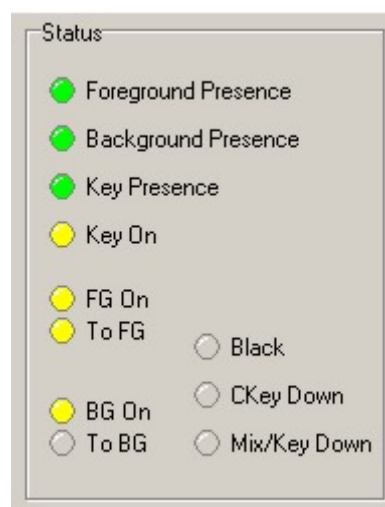 Status
Foreground Presence
Background Presence
Key Presence
Key On
FG On
To FG
Black
CKey Down
BG On
To BG
Mix/Key Down